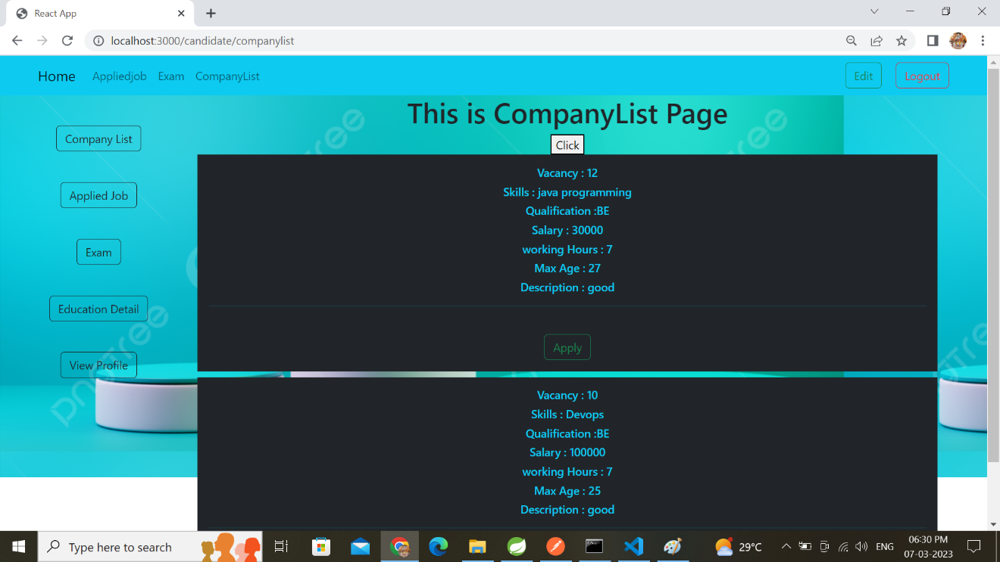 React App
localhost:3000/candidate/companylist
Home Appliedjob Exam CompanyList Edit Logout
This is CompanyList Page
Click
Company List
Applied Job
Exam
Education Detail
View Profile
Vacancy : 12
Skills : java programming
Qualification :BE
Salary : 30000
working Hours : 7
Max Age : 27
Description : good
Apply
Vacancy : 10
Skills : Devops
Qualification :BE
Salary : 100000
working Hours : 7
Max Age : 25
Description : good
pngtree
Type here to search
29°C
ENG
06:30 PM
07-03-2023